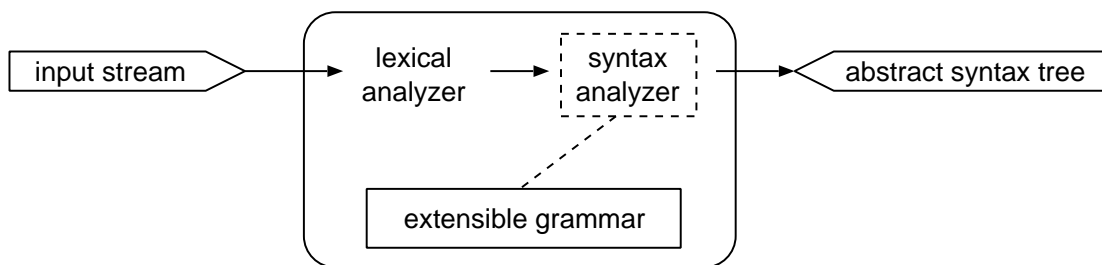 input stream
lexical
analyzer
syntax
analyzer
abstract syntax tree
extensible grammar